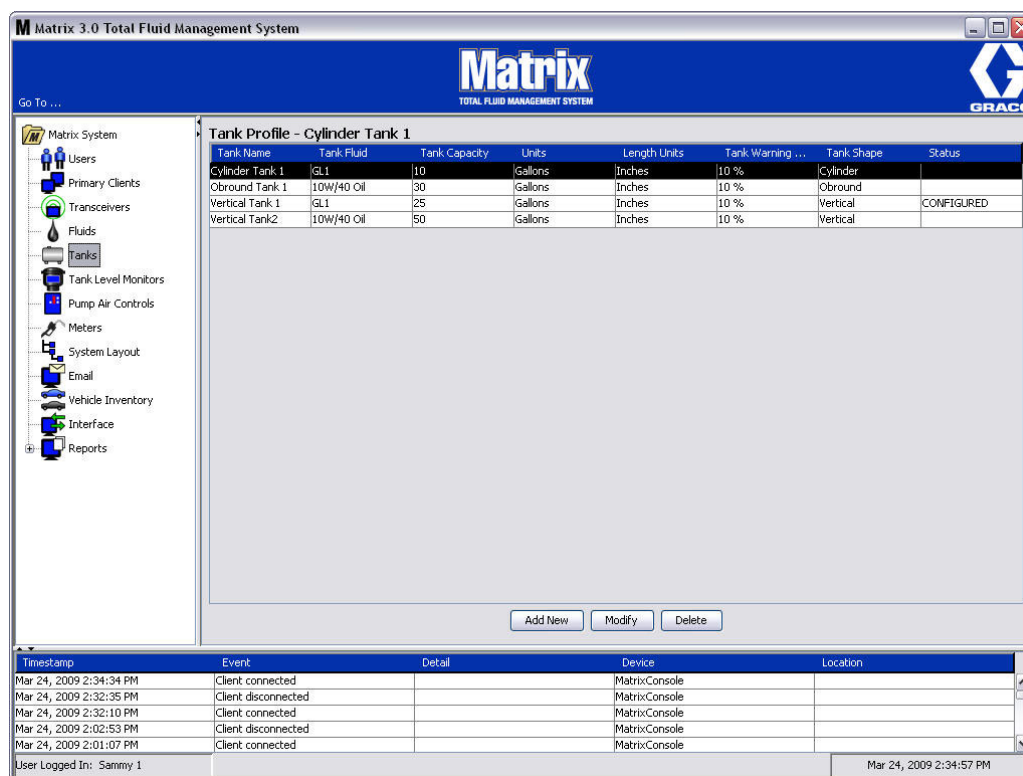 Matrix 3.0 Total Fluid Management System
Matrix
TOTAL FLUID MANAGEMENT SYSTEM
Go To ...
GRACO
Matrix System
Users
Primary Clients
Transceivers
Fluids
Tanks
Tank Level Monitors
Pump Air Controls
Meters
System Layout
Email
Vehicle Inventory
Interface
Reports
Tank Profile - Cylinder Tank 1
Tank Name Tank Fluid Tank Capacity Units Length Units Tank Warning ... Tank Shape Status
Cylinder Tank 1 GL1 10 Gallons Inches 10 % Cylinder
Obround Tank 1 10W/40 Oil 30 Gallons Inches 10 % Obround
Vertical Tank 1 GL1 25 Gallons Inches 10 % Vertical CONFIGURED
Vertical Tank2 10W/40 Oil 50 Gallons Inches 10 % Vertical
Add New Modify Delete
Timestamp Event Detail Device Location
Mar 24, 2009 2:34:34 PM Client connected MatrixConsole
Mar 24, 2009 2:32:35 PM Client disconnected MatrixConsole
Mar 24, 2009 2:32:10 PM Client connected MatrixConsole
Mar 24, 2009 2:02:53 PM Client disconnected MatrixConsole
Mar 24, 2009 2:01:07 PM Client connected MatrixConsole
User Logged In: Sammy 1 Mar 24, 2009 2:34:57 PM